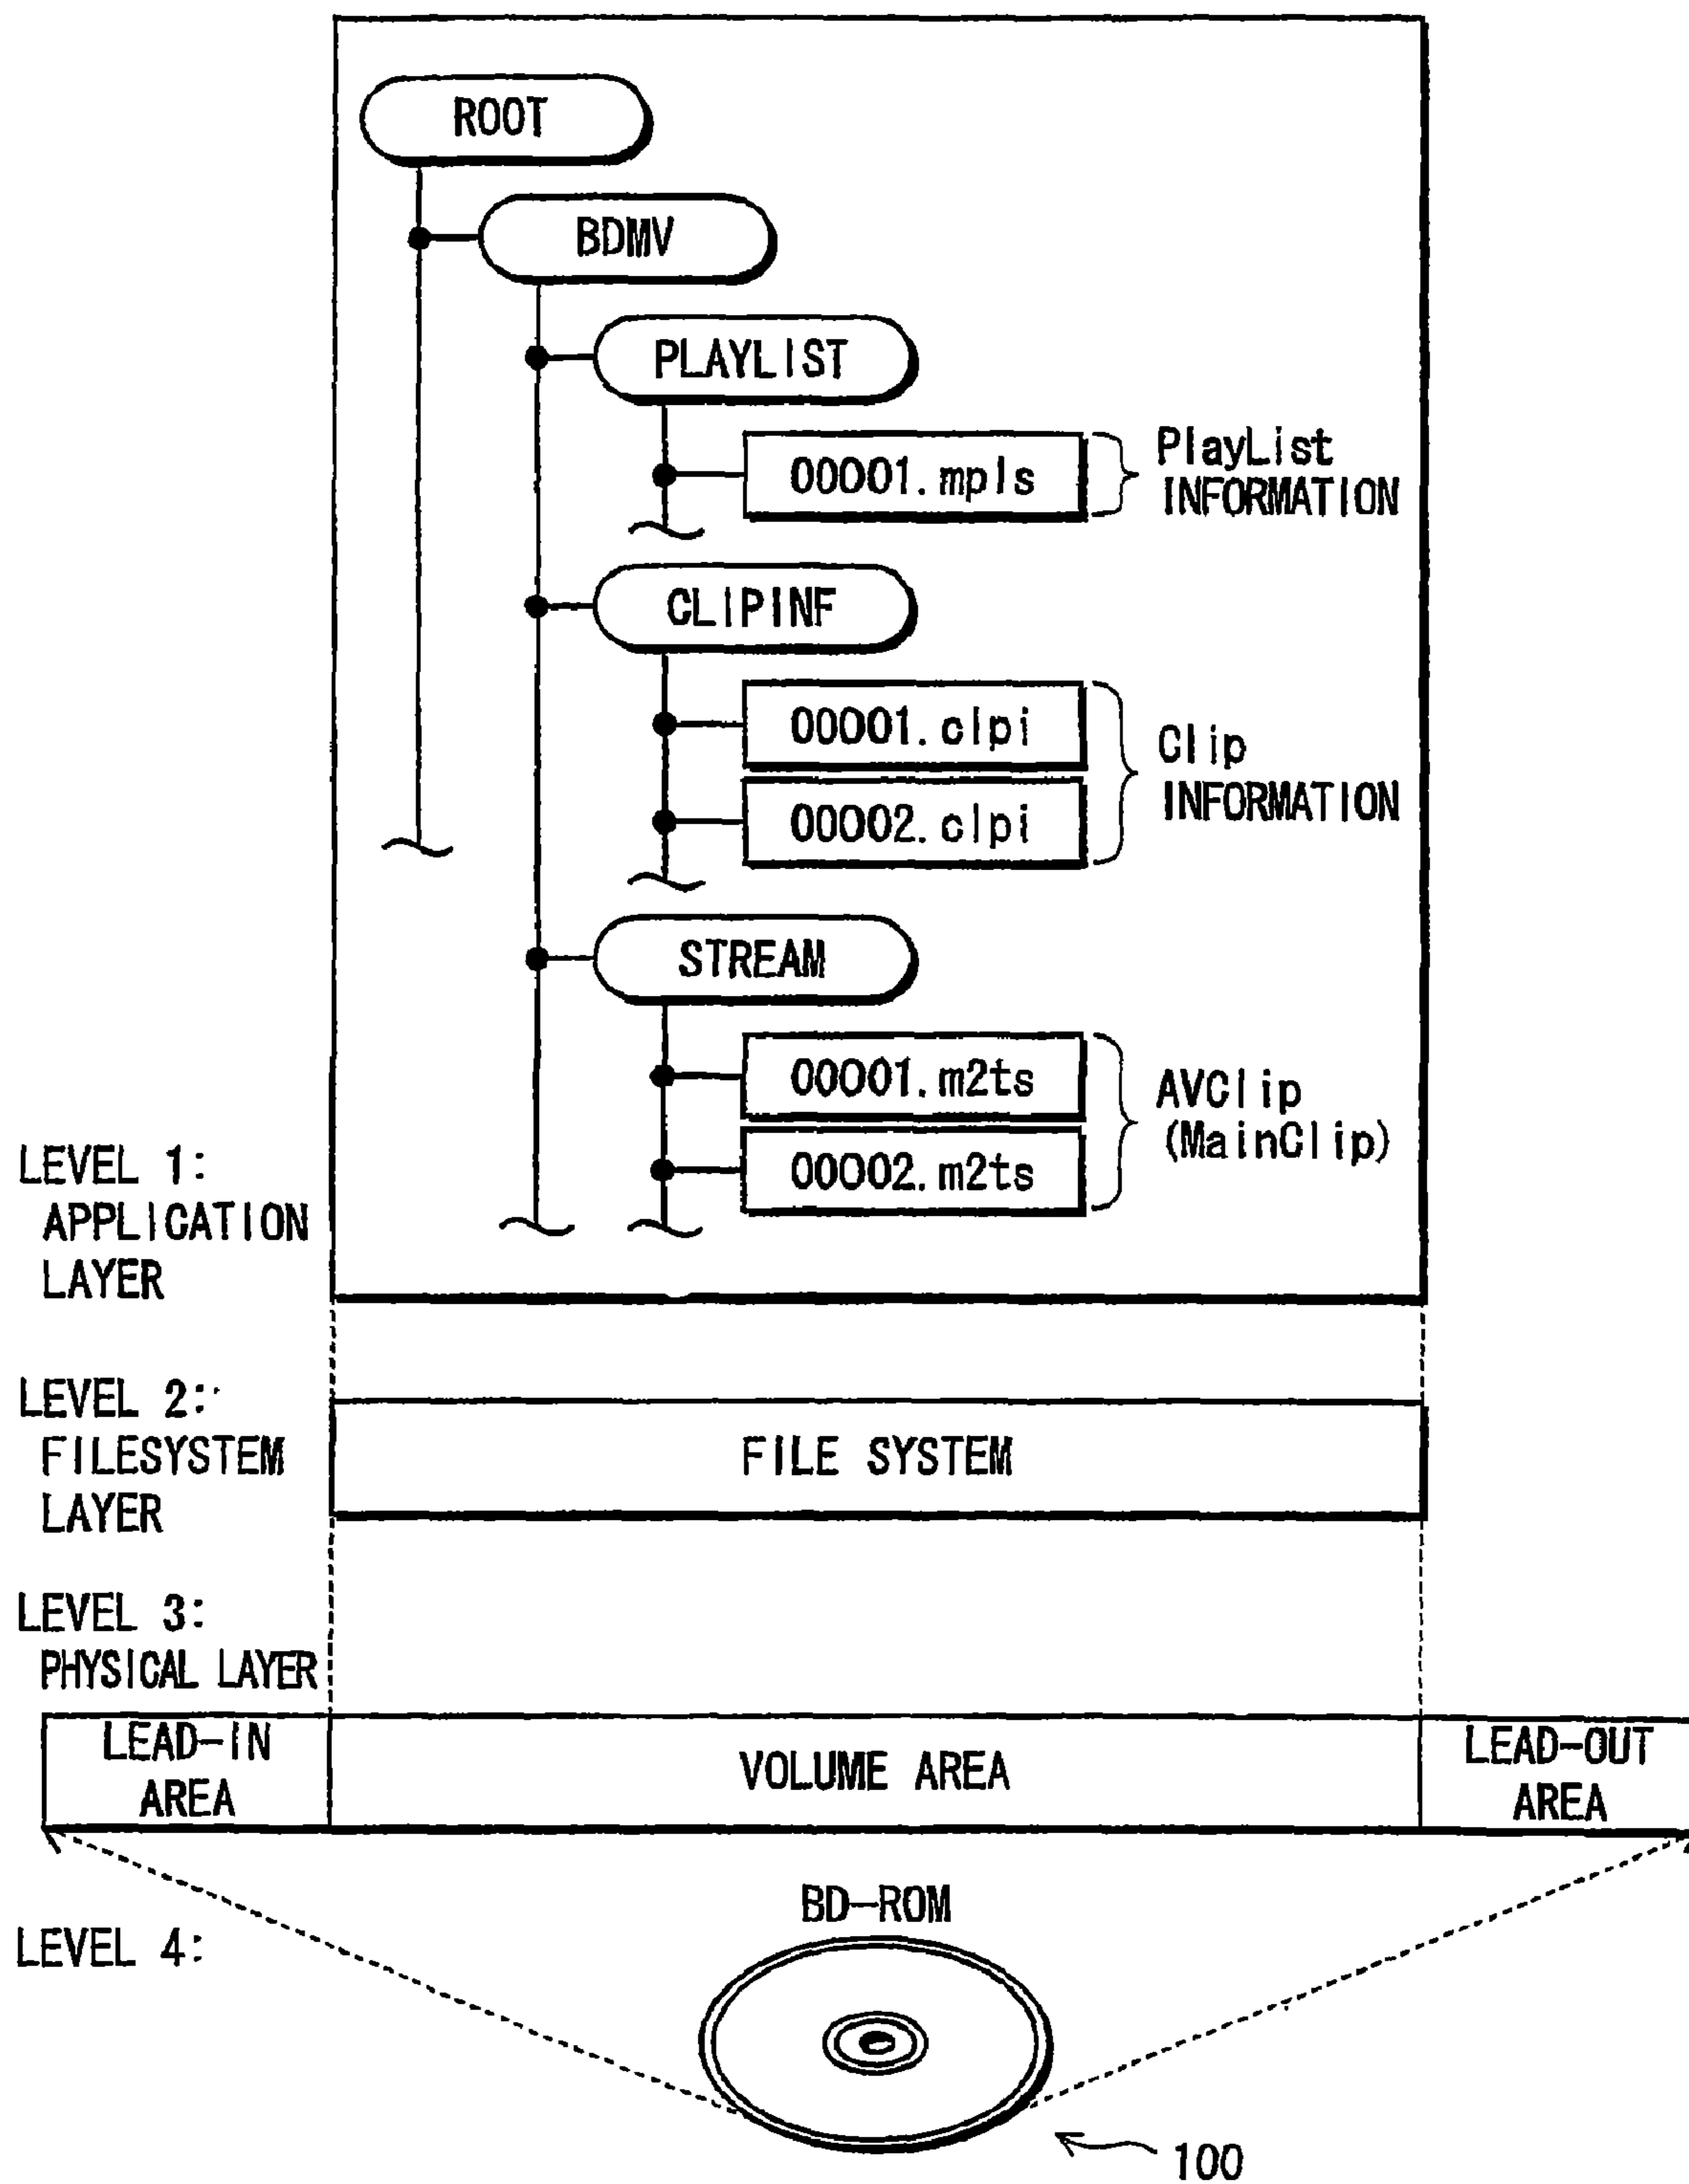 ROOT
BDMV
PLAYLIST
00001.mpls
PlayList
INFORMATION
CLIPINF
00001.clpi
00002.clpi
Clip
INFORMATION
STREAM
00001.m2ts
00002.m2ts
AVClip
(MainClip)
LEVEL 1:
APPLICATION
LAYER
LEVEL 2:
FILESYSTEM
LAYER
FILE SYSTEM
LEVEL 3:
PHYSICAL LAYER
LEAD-IN
AREA
VOLUME AREA
LEAD-OUT
AREA
BD-ROM
LEVEL 4:
100